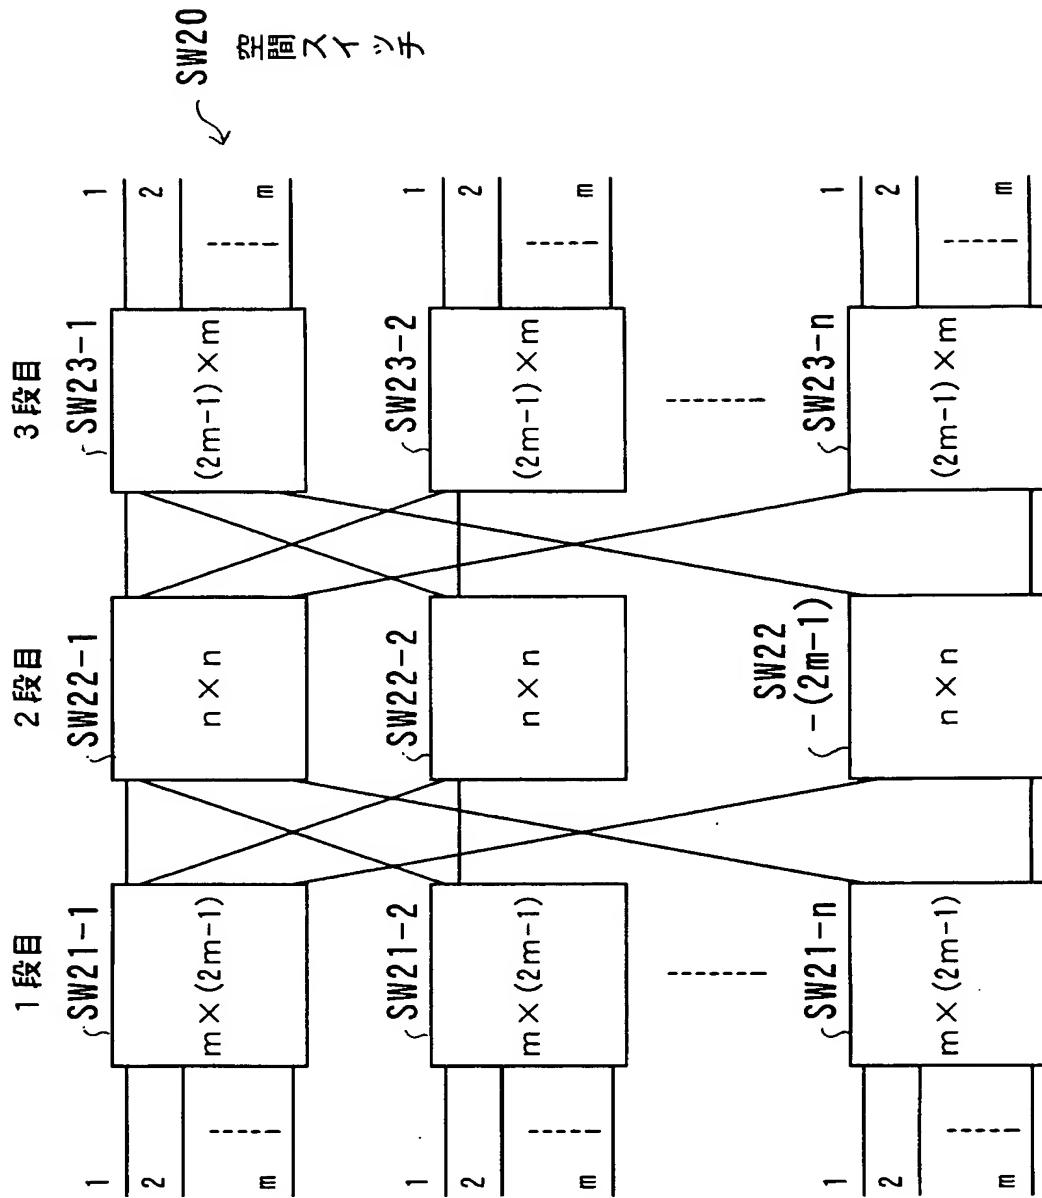 SW20
空間スイッチ
1段目
2段目
3段目
SW21-1
m×(2m-1)
SW22-1
n×n
SW23-1
(2m-1)×m
1
2
m
1
2
m
SW21-2
m×(2m-1)
SW22-2
n×n
SW23-2
(2m-1)×m
1
2
m
1
2
m
SW21-n
m×(2m-1)
SW22
-(2m-1)
n×n
SW23-n
(2m-1)×m
1
2
m
1
2
m